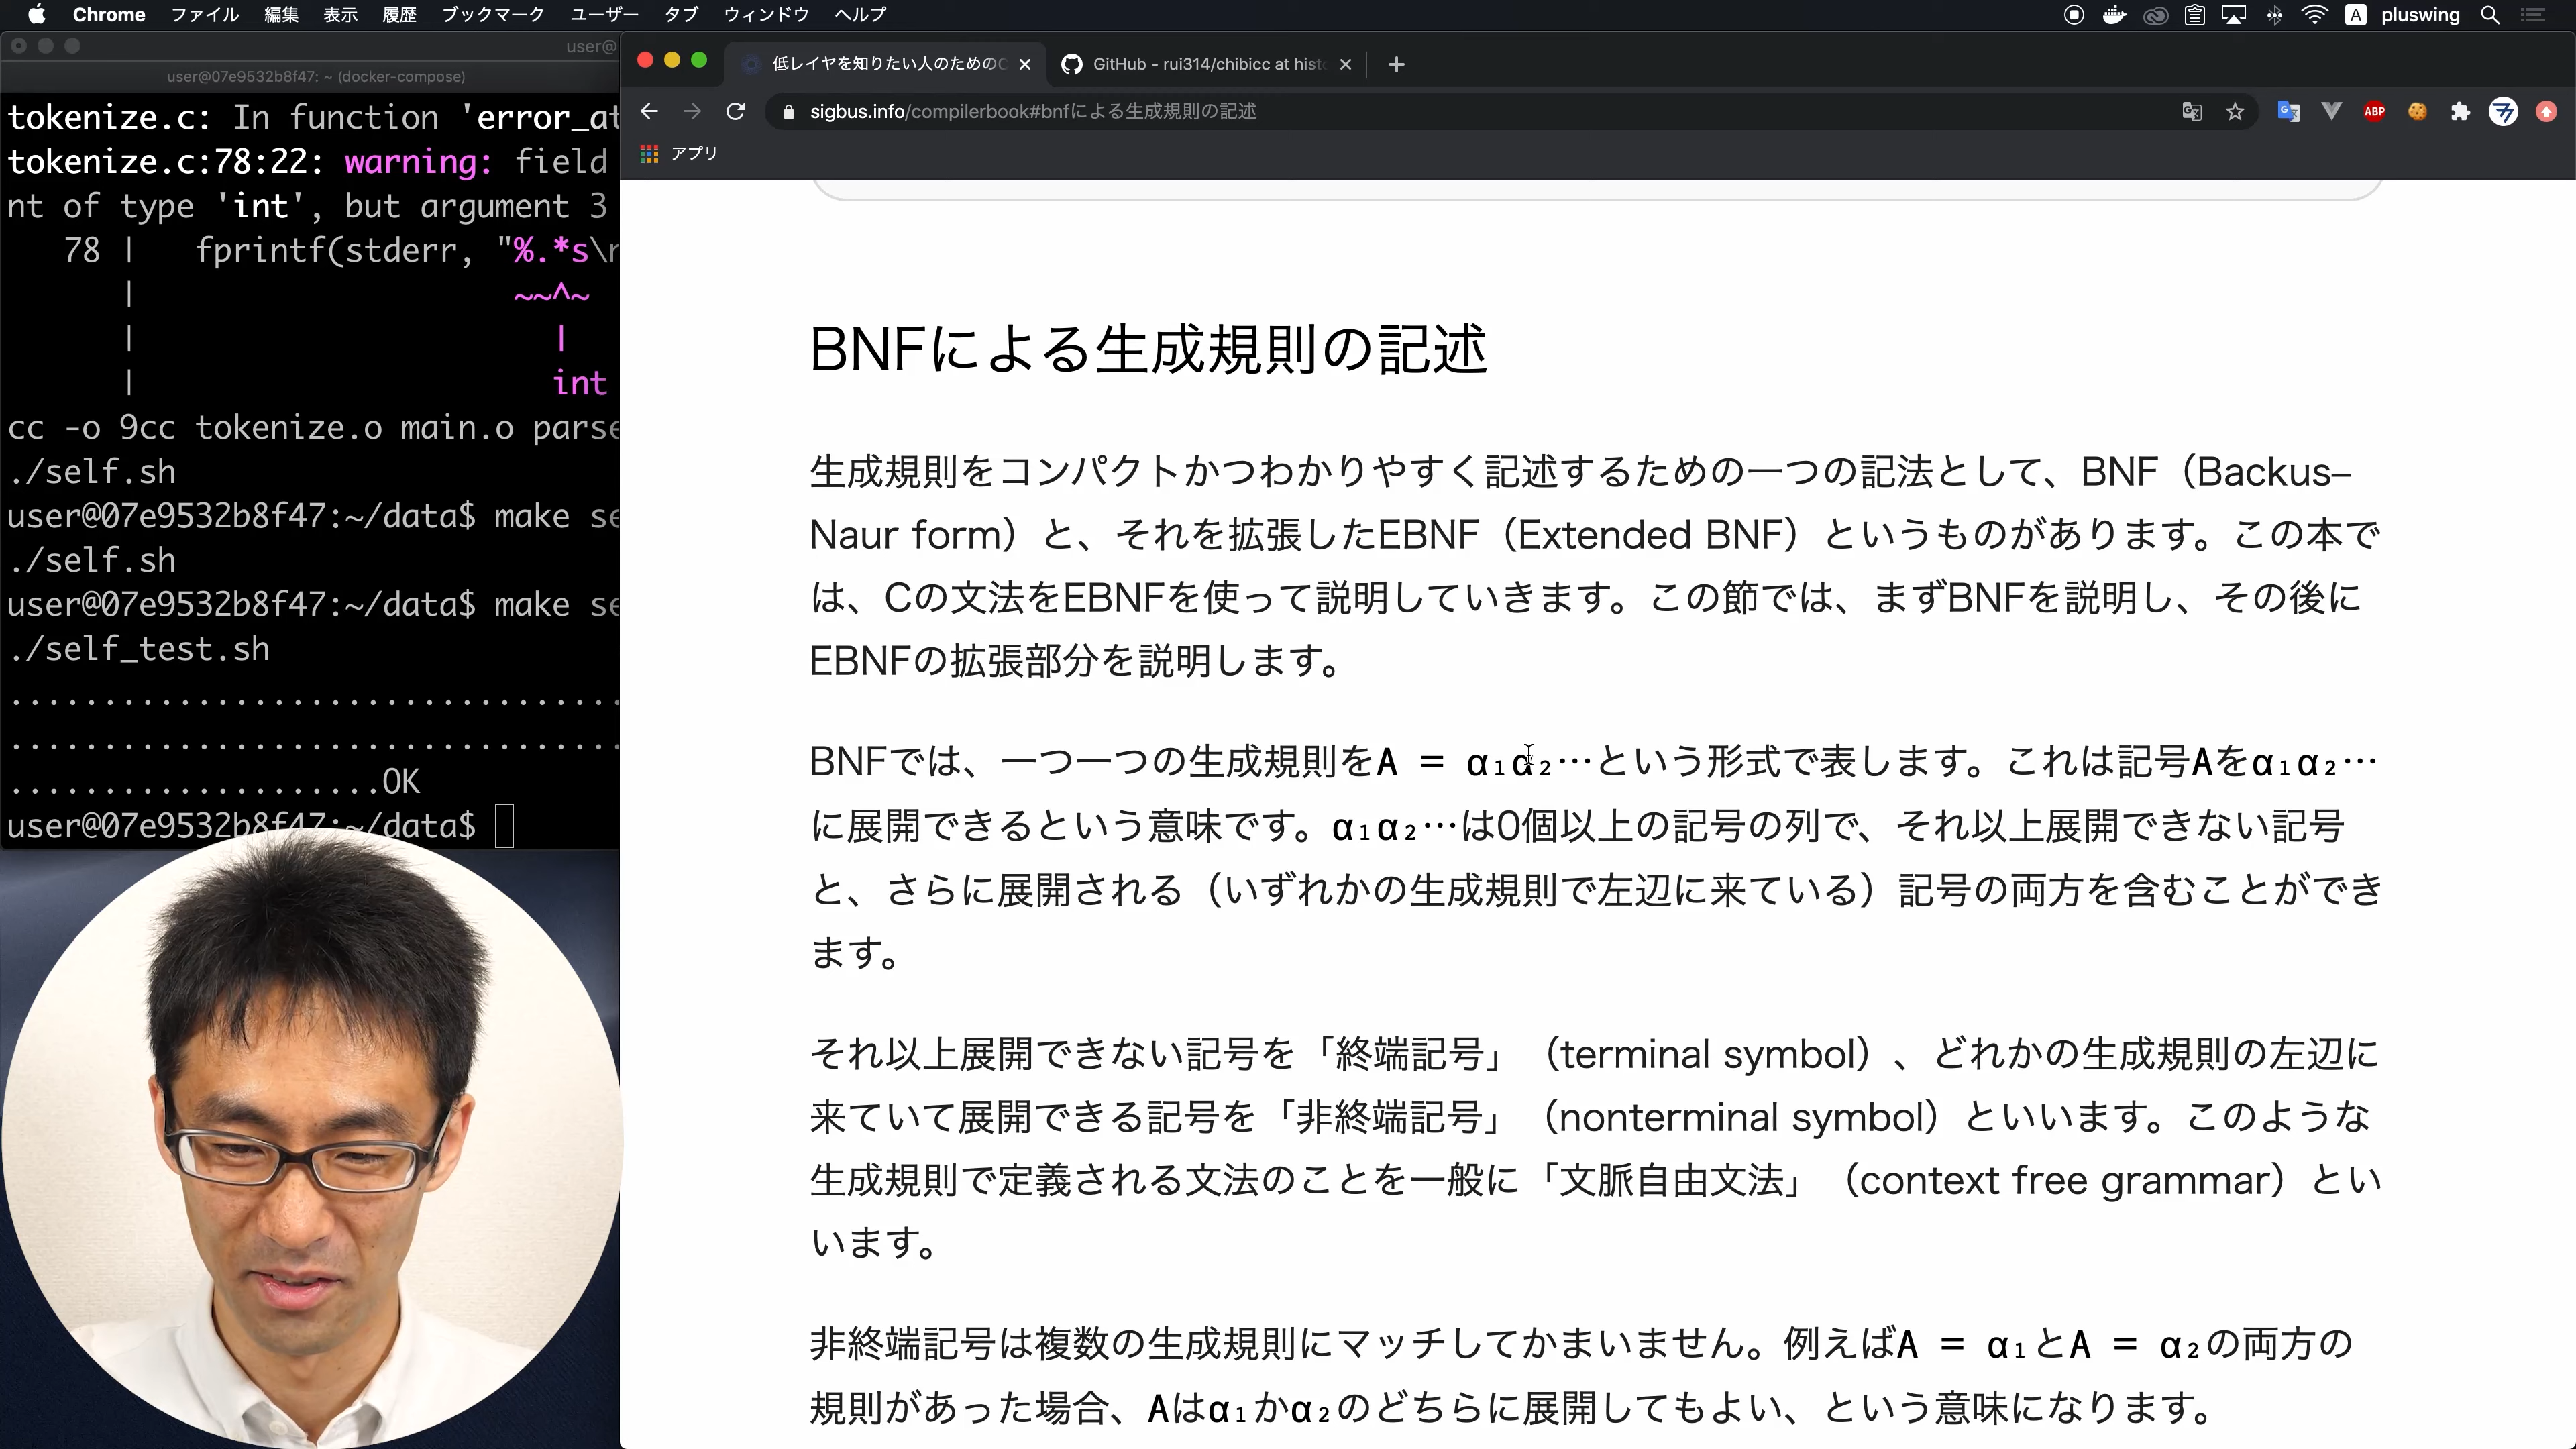 Chrome ファイル 編集 表示 履歴 ブックマーク ユーザー タブ ウィンドウ ヘルプ A pluswing
user@
user@07e9532b8f47: ~ (docker-compose)
tokenize.c: In function 'error_at
tokenize.c:78:22: warning: field
nt of type 'int', but argument 3
78 | fprintf(stderr, "%.*s\n
| ~~^~
| |
| int
cc -o 9cc tokenize.o main.o parse
./self.sh
user@07e9532b8f47:~/data$ make se
./self.sh
user@07e9532b8f47:~/data$ make se
./self_test.sh
.................................
.................................
....................OK
user@07e9532b8f47:~/data$
低レイヤを知りたい人のためのC
GitHub - rui314/chibicc at histo
sigbus.info/compilerbook#bnfによる生成規則の記述
ABP
アプリ
BNFによる生成規則の記述
生成規則をコンパクトかつわかりやすく記述するための一つの記法として、BNF（Backus–
Naur form）と、それを拡張したEBNF（Extended BNF）というものがあります。この本で
は、Cの文法をEBNFを使って説明していきます。この節では、まずBNFを説明し、その後に
EBNFの拡張部分を説明します。
BNFでは、一つ一つの生成規則をA = α₁α₂⋯という形式で表します。これは記号Aをα₁α₂⋯
に展開できるという意味です。α₁α₂⋯は0個以上の記号の列で、それ以上展開できない記号
と、さらに展開される（いずれかの生成規則で左辺に来ている）記号の両方を含むことができ
ます。
それ以上展開できない記号を「終端記号」（terminal symbol）、どれかの生成規則の左辺に
来ていて展開できる記号を「非終端記号」（nonterminal symbol）といいます。このような
生成規則で定義される文法のことを一般に「文脈自由文法」（context free grammar）とい
います。
非終端記号は複数の生成規則にマッチしてかまいません。例えばA = α₁とA = α₂の両方の
規則があった場合、Aはα₁かα₂のどちらに展開してもよい、という意味になります。